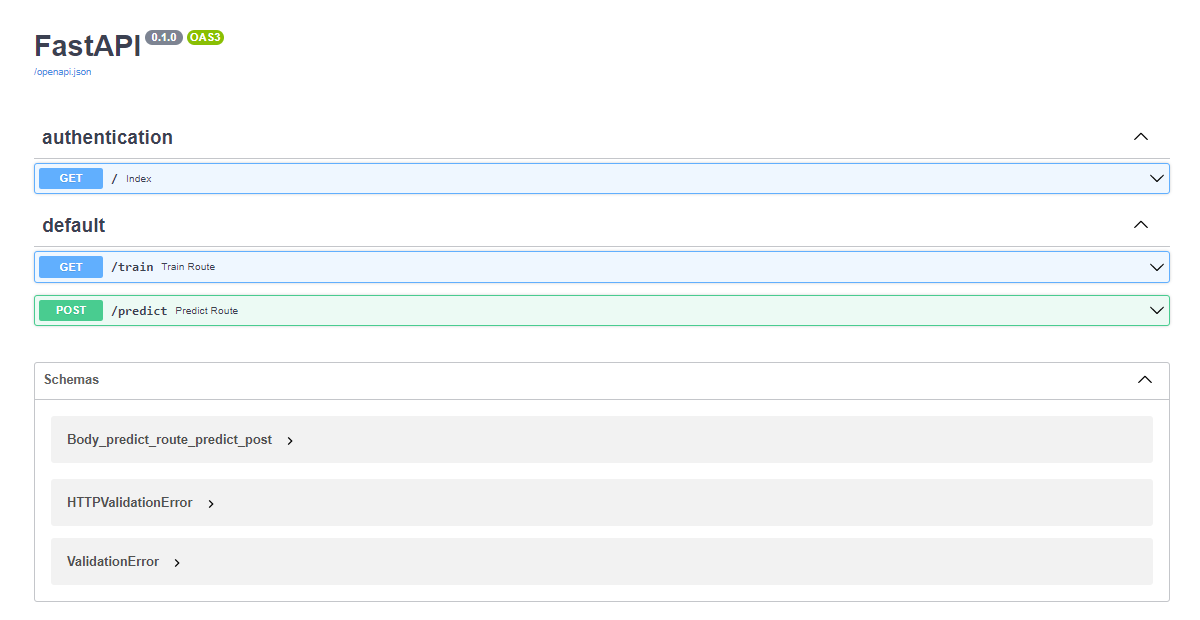 FastAPI 0.1.0 OAS3
/openapi.json
authentication
GET / Index
default
GET /train Train Route
POST /predict Predict Route
Schemas
Body_predict_route_predict_post
HTTPValidationError
ValidationError